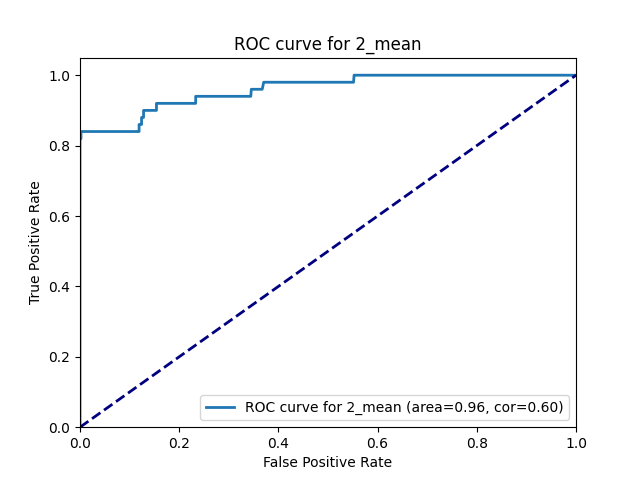 ROC curve for 2_mean
1.0
0.8
0.6
0.4
0.2
0.0
True Positive Rate
ROC curve for 2_mean (area=0.96, cor=0.60)
0.0 0.2 0.4 0.6 0.8 1.0
False Positive Rate